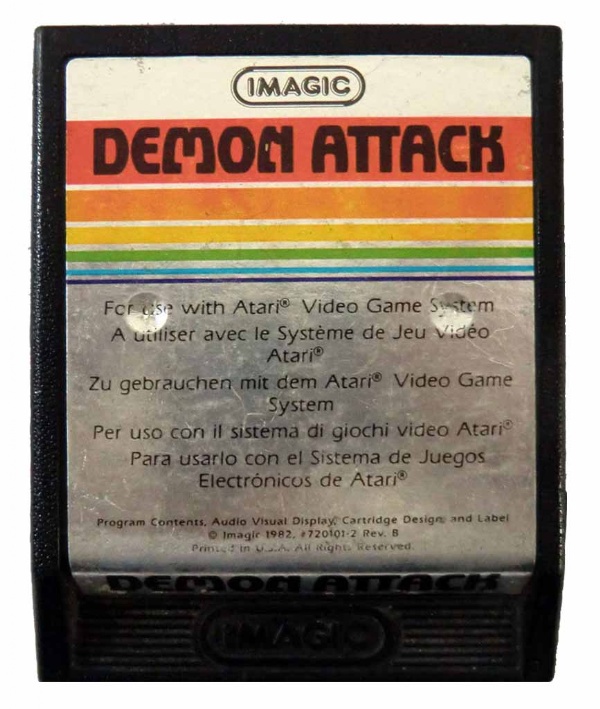 IMAGIC
DEMON ATTACK
For use with Atari® Video Game System
A utiliser avec le Système de Jeu Vidéo
Atari®
Zu gebrauchen mit dem Atari® Video Game
System
Per uso con il sistema di giochi video Atari®
Para usarlo con el Sistema de Juegos
Electrónicos de Atari®
Program Contents, Audio Visual Display, Cartridge Design, and Label
© Imagic 1982, #720101-2 Rev. B
Printed in U.S.A. All Rights Reserved.
DEMON ATTACK
IMAGIC